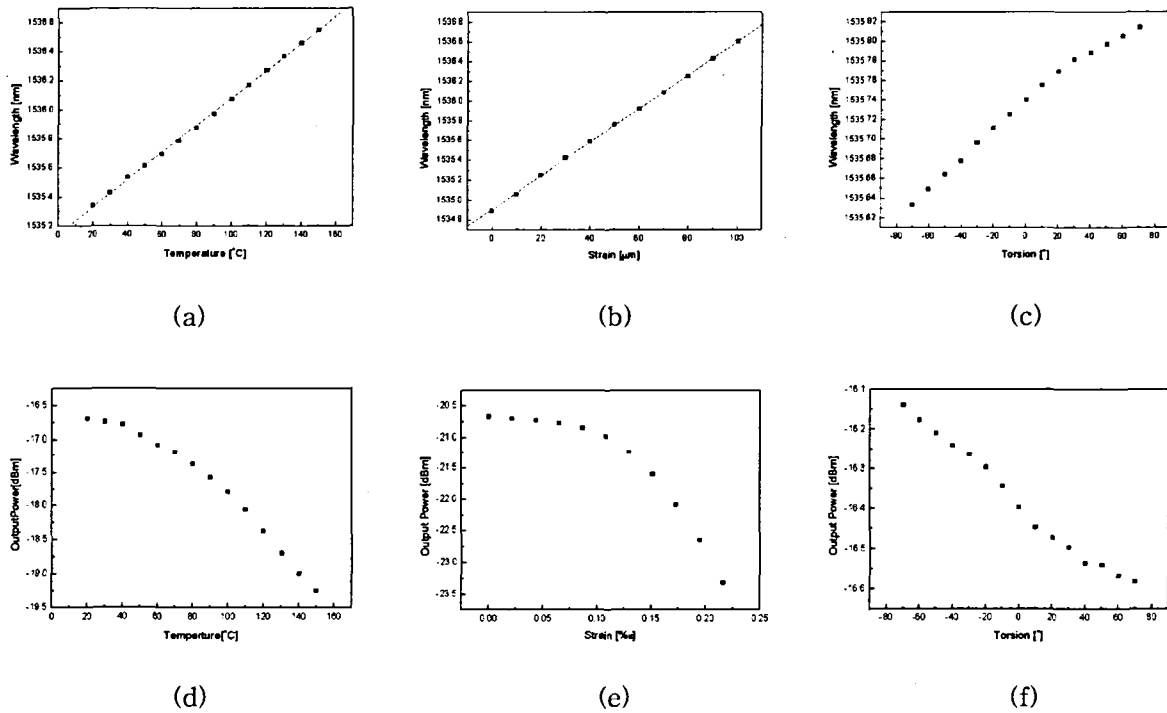 1536.8
1536.6
1536.4
1536.2
1536.0
1535.8
1535.6
1535.4
1535.2
Wavelength [nm]
0 20 40 60 80 100 120 140 160
Temperature [°C]
(a)
1536.8
1536.6
1536.4
1536.2
1536.0
1535.8
1535.6
1535.4
1535.2
1535.0
1534.8
Wavelength [nm]
0 20 40 60 80 100
Strain [μm]
(b)
1535.82
1535.80
1535.78
1535.76
1535.74
1535.72
1535.70
1535.68
1535.66
1535.64
1535.62
Wavelength [nm]
-80 -60 -40 -20 0 20 40 60 80
Torsion [°]
(c)
-16.5
-17.0
-17.5
-18.0
-18.5
-19.0
-19.5
OutputPower[dBm]
0 20 40 60 80 100 120 140 160
Temperture[°C]
(d)
-20.5
-21.0
-21.5
-22.0
-22.5
-23.0
-23.5
Output Power [dBm]
0.00 0.05 0.10 0.15 0.20 0.25
Strain [%ε]
(e)
-16.1
-16.2
-16.3
-16.4
-16.5
-16.6
Output Power [dBm]
-80 -60 -40 -20 0 20 40 60 80
Torsion [°]
(f)